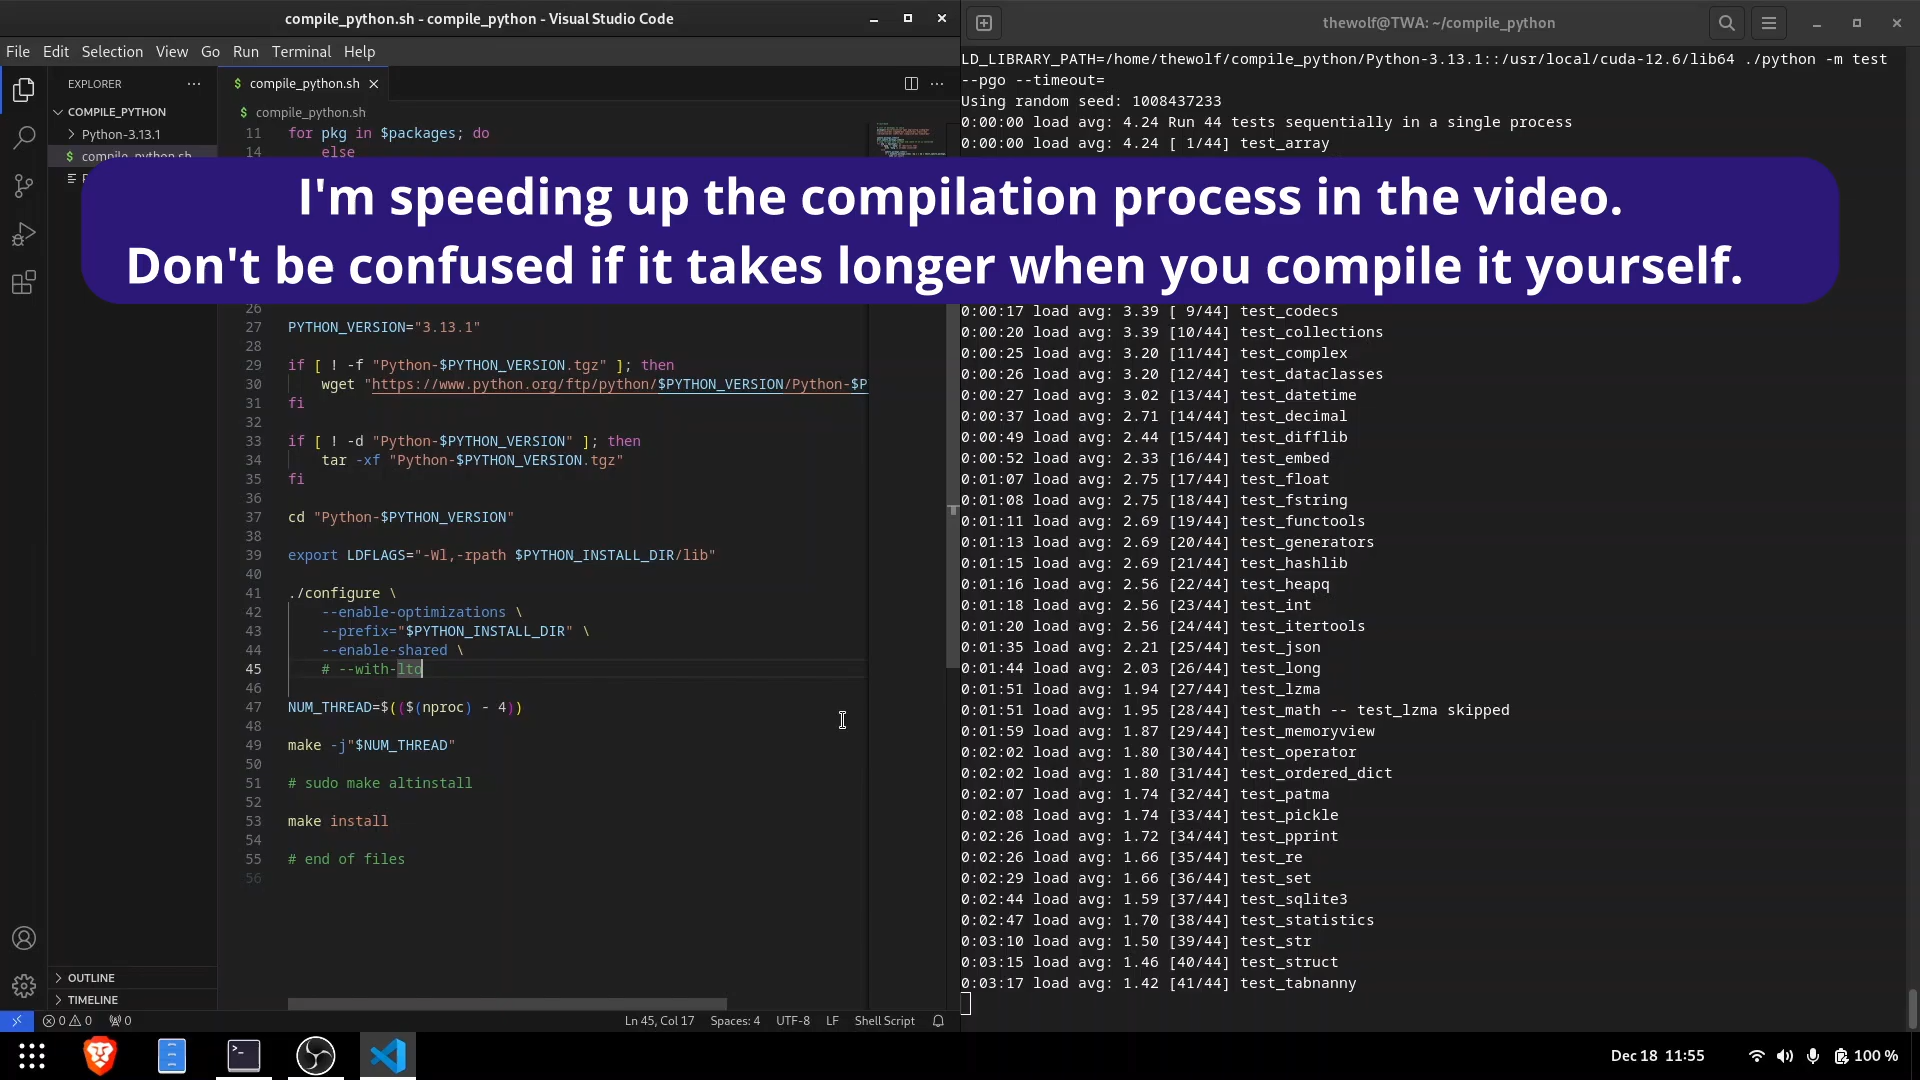 compile_python.sh - compile_python - Visual Studio Code
File Edit Selection View Go Run Terminal Help
EXPLORER
COMPILE_PYTHON
Python-3.13.1
compile_python.sh
compile_python.sh
compile_python.sh
11 for pkg in $packages; do
14 else
I'm speeding up the compilation process in the video.
Don't be confused if it takes longer when you compile it yourself.
26
27 PYTHON_VERSION="3.13.1"
28
29 if [ ! -f "Python-$PYTHON_VERSION.tgz" ]; then
30 wget "https://www.python.org/ftp/python/$PYTHON_VERSION/Python-$P
31 fi
32
33 if [ ! -d "Python-$PYTHON_VERSION" ]; then
34 tar -xf "Python-$PYTHON_VERSION.tgz"
35 fi
36
37 cd "Python-$PYTHON_VERSION"
38
39 export LDFLAGS="-Wl,-rpath $PYTHON_INSTALL_DIR/lib"
40
41 ./configure \
42 --enable-optimizations \
43 --prefix="$PYTHON_INSTALL_DIR" \
44 --enable-shared \
45 # --with-lto
46
47 NUM_THREAD=$(($(nproc) - 4))
48
49 make -j"$NUM_THREAD"
50
51 # sudo make altinstall
52
53 make install
54
55 # end of files
56
OUTLINE
TIMELINE
0 0 0
Ln 45, Col 17 Spaces: 4 UTF-8 LF Shell Script
thewolf@TWA: ~/compile_python
LD_LIBRARY_PATH=/home/thewolf/compile_python/Python-3.13.1::/usr/local/cuda-12.6/lib64 ./python -m test
--pgo --timeout=
Using random seed: 1008437233
0:00:00 load avg: 4.24 Run 44 tests sequentially in a single process
0:00:00 load avg: 4.24 [ 1/44] test_array
0:00:17 load avg: 3.39 [ 9/44] test_codecs
0:00:20 load avg: 3.39 [10/44] test_collections
0:00:25 load avg: 3.20 [11/44] test_complex
0:00:26 load avg: 3.20 [12/44] test_dataclasses
0:00:27 load avg: 3.02 [13/44] test_datetime
0:00:37 load avg: 2.71 [14/44] test_decimal
0:00:49 load avg: 2.44 [15/44] test_difflib
0:00:52 load avg: 2.33 [16/44] test_embed
0:01:07 load avg: 2.75 [17/44] test_float
0:01:08 load avg: 2.75 [18/44] test_fstring
0:01:11 load avg: 2.69 [19/44] test_functools
0:01:13 load avg: 2.69 [20/44] test_generators
0:01:15 load avg: 2.69 [21/44] test_hashlib
0:01:16 load avg: 2.56 [22/44] test_heapq
0:01:18 load avg: 2.56 [23/44] test_int
0:01:20 load avg: 2.56 [24/44] test_itertools
0:01:35 load avg: 2.21 [25/44] test_json
0:01:44 load avg: 2.03 [26/44] test_long
0:01:51 load avg: 1.94 [27/44] test_lzma
0:01:51 load avg: 1.95 [28/44] test_math -- test_lzma skipped
0:01:59 load avg: 1.87 [29/44] test_memoryview
0:02:02 load avg: 1.80 [30/44] test_operator
0:02:02 load avg: 1.80 [31/44] test_ordered_dict
0:02:07 load avg: 1.74 [32/44] test_patma
0:02:08 load avg: 1.74 [33/44] test_pickle
0:02:26 load avg: 1.72 [34/44] test_pprint
0:02:26 load avg: 1.66 [35/44] test_re
0:02:29 load avg: 1.66 [36/44] test_set
0:02:44 load avg: 1.59 [37/44] test_sqlite3
0:02:47 load avg: 1.70 [38/44] test_statistics
0:03:10 load avg: 1.50 [39/44] test_str
0:03:15 load avg: 1.46 [40/44] test_struct
0:03:17 load avg: 1.42 [41/44] test_tabnanny
Dec 18 11:55 100 %